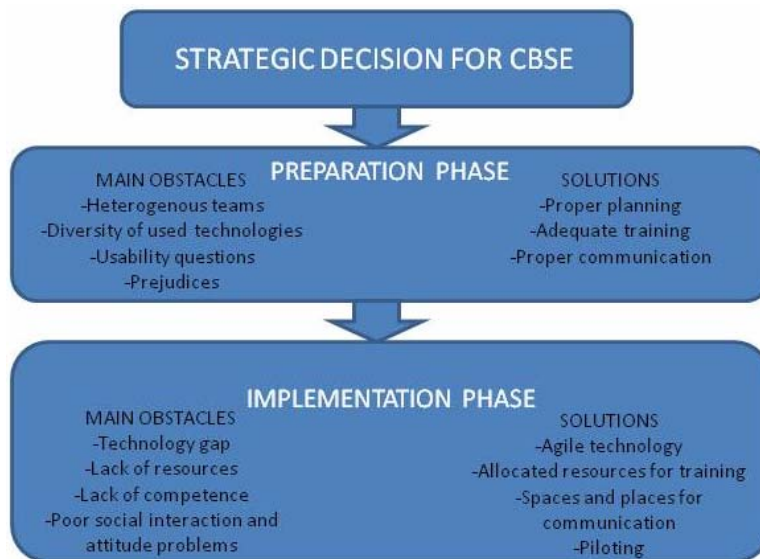 STRATEGIC DECISION FOR CBSE
PREPARATION PHASE
MAIN OBSTACLES
-Heterogenous teams
-Diversity of used technologies
-Usability questions
-Prejudices
SOLUTIONS
-Proper planning
-Adequate training
-Proper communication
IMPLEMENTATION PHASE
MAIN OBSTACLES
-Technology gap
-Lack of resources
-Lack of competence
-Poor social interaction and
attitude problems
SOLUTIONS
-Agile technology
-Allocated resources for training
-Spaces and places for
communication
-Piloting